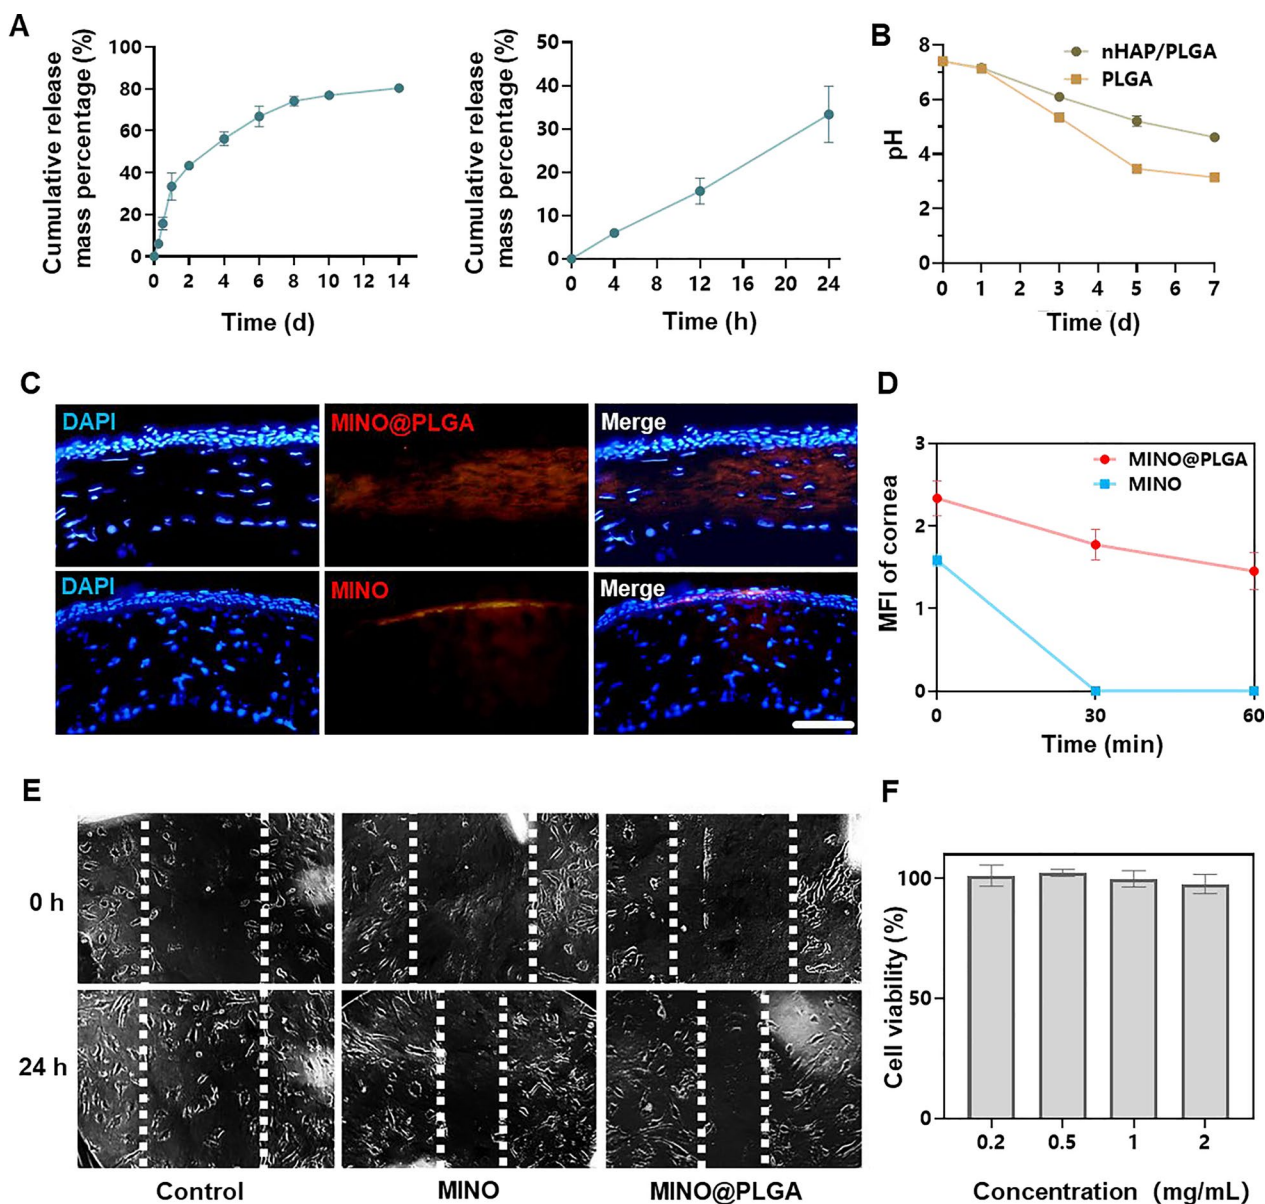 A
Cumulative release
mass percentage (%)
100
80
60
40
20
0
0 2 4 6 8 10 12 14
Time (d)
Cumulative release
mass percentage (%)
50
40
30
20
10
0
0 4 8 12 16 20 24
Time (h)
B
pH
8
6
4
2
0
nHAP/PLGA
PLGA
0 1 2 3 4 5 7
Time (d)
C
DAPI MINO@PLGA Merge
DAPI MINO Merge
D
MFI of cornea
3
2
1
0
MINO@PLGA
MINO
0 30 60
Time (min)
E
0 h
24 h
Control MINO MINO@PLGA
F
Cell viability (%)
100
50
0
0.2 0.5 1 2
Concentration (mg/mL)